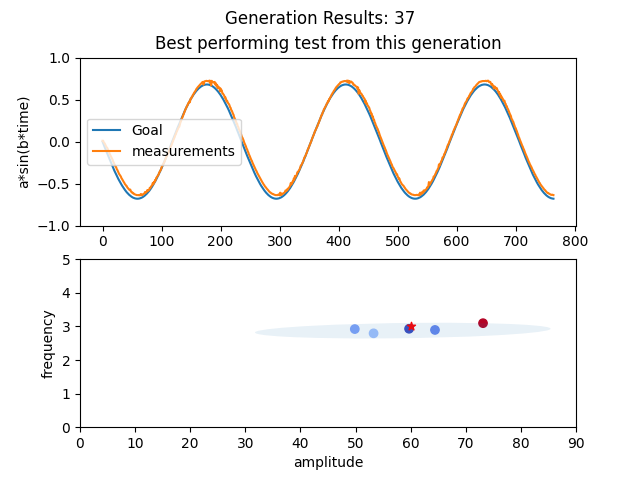 Generation Results: 37
Best performing test from this generation
a*sin(b*time)
1.0
0.5
0.0
−0.5
−1.0
Goal
measurements
0 100 200 300 400 500 600 700 800
frequency
5
4
3
2
1
0
0 10 20 30 40 50 60 70 80 90
amplitude